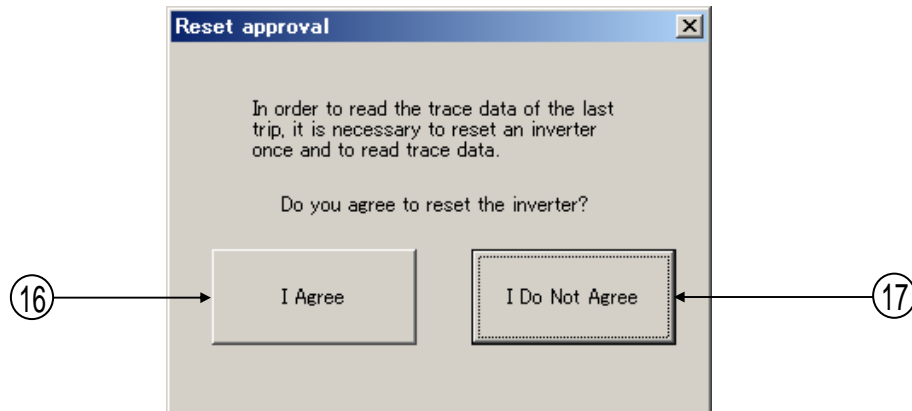 Reset approval
In order to read the trace data of the last
trip, it is necessary to reset an inverter
once and to read trace data.
Do you agree to reset the inverter?
16 I Agree I Do Not Agree 17